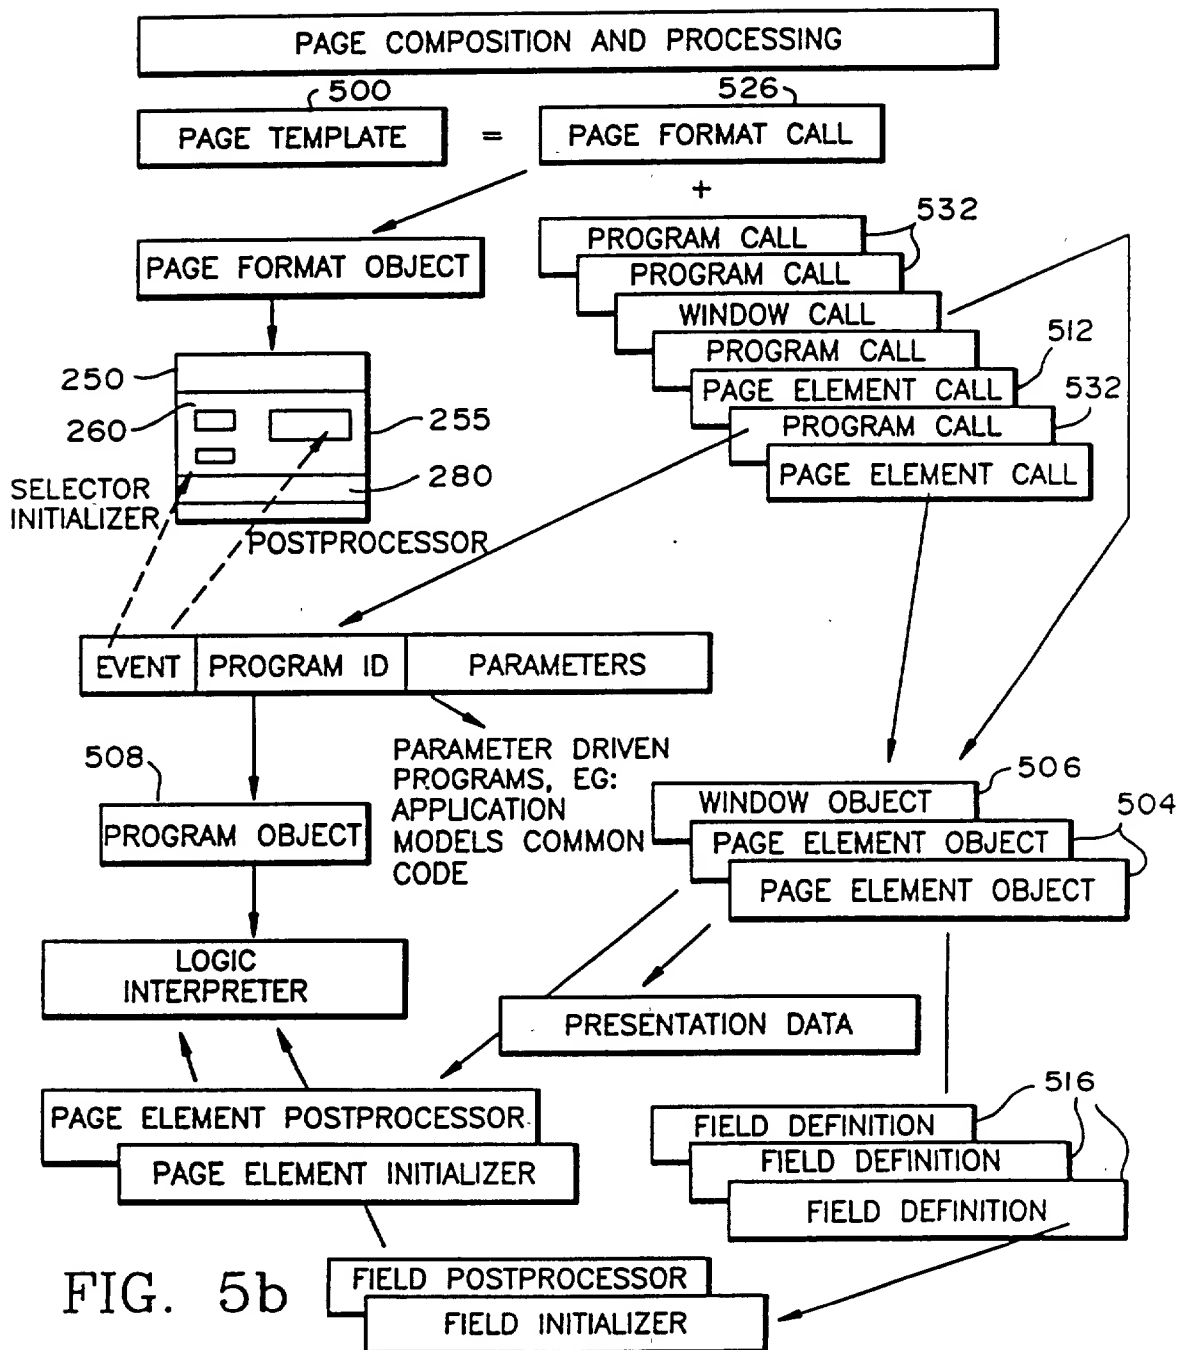 PAGE COMPOSITION AND PROCESSING
500
526
PAGE TEMPLATE
=
PAGE FORMAT CALL
+
532
PROGRAM CALL
PROGRAM CALL
PAGE FORMAT OBJECT
WINDOW CALL
PROGRAM CALL
512
PAGE ELEMENT CALL
532
PROGRAM CALL
PAGE ELEMENT CALL
250
260
255
280
SELECTOR
INITIALIZER
POSTPROCESSOR
EVENT
PROGRAM ID
PARAMETERS
PARAMETER DRIVEN
PROGRAMS, EG:
APPLICATION
MODELS COMMON
CODE
508
PROGRAM OBJECT
506
WINDOW OBJECT
504
PAGE ELEMENT OBJECT
PAGE ELEMENT OBJECT
LOGIC
INTERPRETER
PRESENTATION DATA
PAGE ELEMENT POSTPROCESSOR
PAGE ELEMENT INITIALIZER
516
FIELD DEFINITION
FIELD DEFINITION
FIELD DEFINITION
FIELD POSTPROCESSOR
FIELD INITIALIZER
FIG. 5b